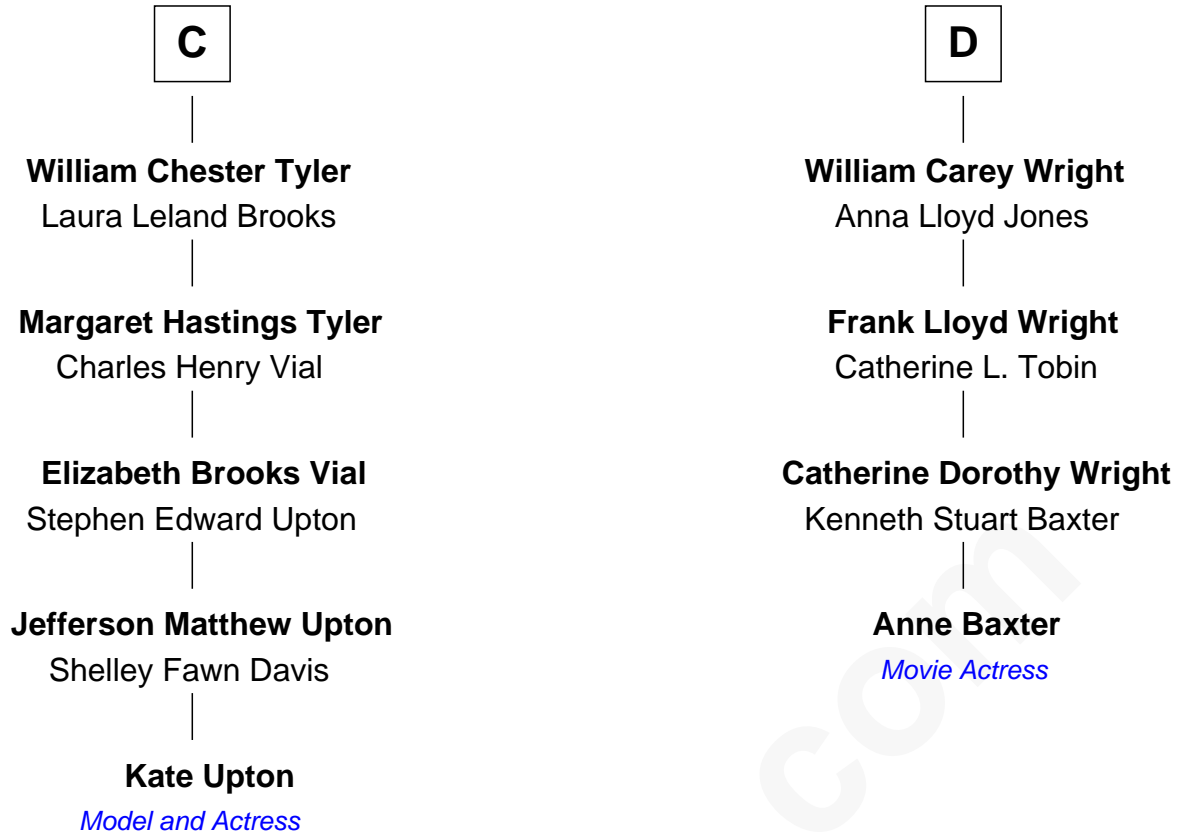 C
William Chester Tyler
Laura Leland Brooks
Margaret Hastings Tyler
Charles Henry Vial
Elizabeth Brooks Vial
Stephen Edward Upton
Jefferson Matthew Upton
Shelley Fawn Davis
Kate Upton
Model and Actress
D
William Carey Wright
Anna Lloyd Jones
Frank Lloyd Wright
Catherine L. Tobin
Catherine Dorothy Wright
Kenneth Stuart Baxter
Anne Baxter
Movie Actress
com